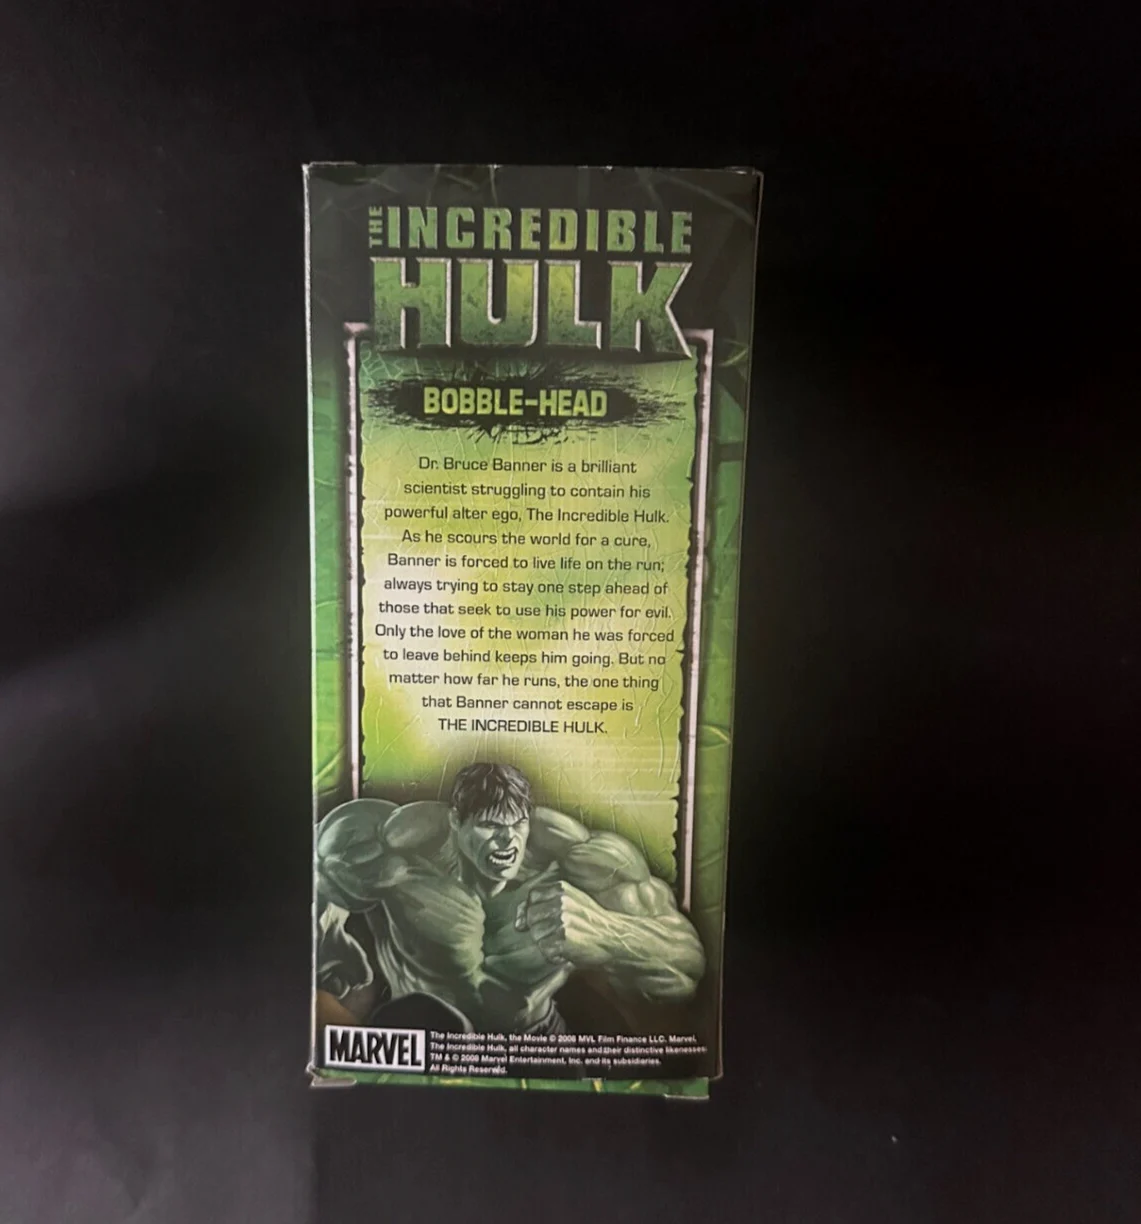 THE INCREDIBLE
HULK
BOBBLE-HEAD
Dr. Bruce Banner is a brilliant
scientist struggling to contain his
powerful alter ego, The Incredible Hulk.
As he scours the world for a cure,
Banner is forced to live life on the run;
always trying to stay one step ahead of
those that seek to use his power for evil.
Only the love of the woman he was forced
to leave behind keeps him going. But no
matter how far he runs, the one thing
that Banner cannot escape is
THE INCREDIBLE HULK.
MARVEL
The Incredible Hulk, the Movie © 2008 MVL Film Finance LLC. Marvel,
The Incredible Hulk, all character names and their distinctive likenesses:
TM & © 2008 Marvel Entertainment, Inc. and its subsidiaries.
All Rights Reserved.